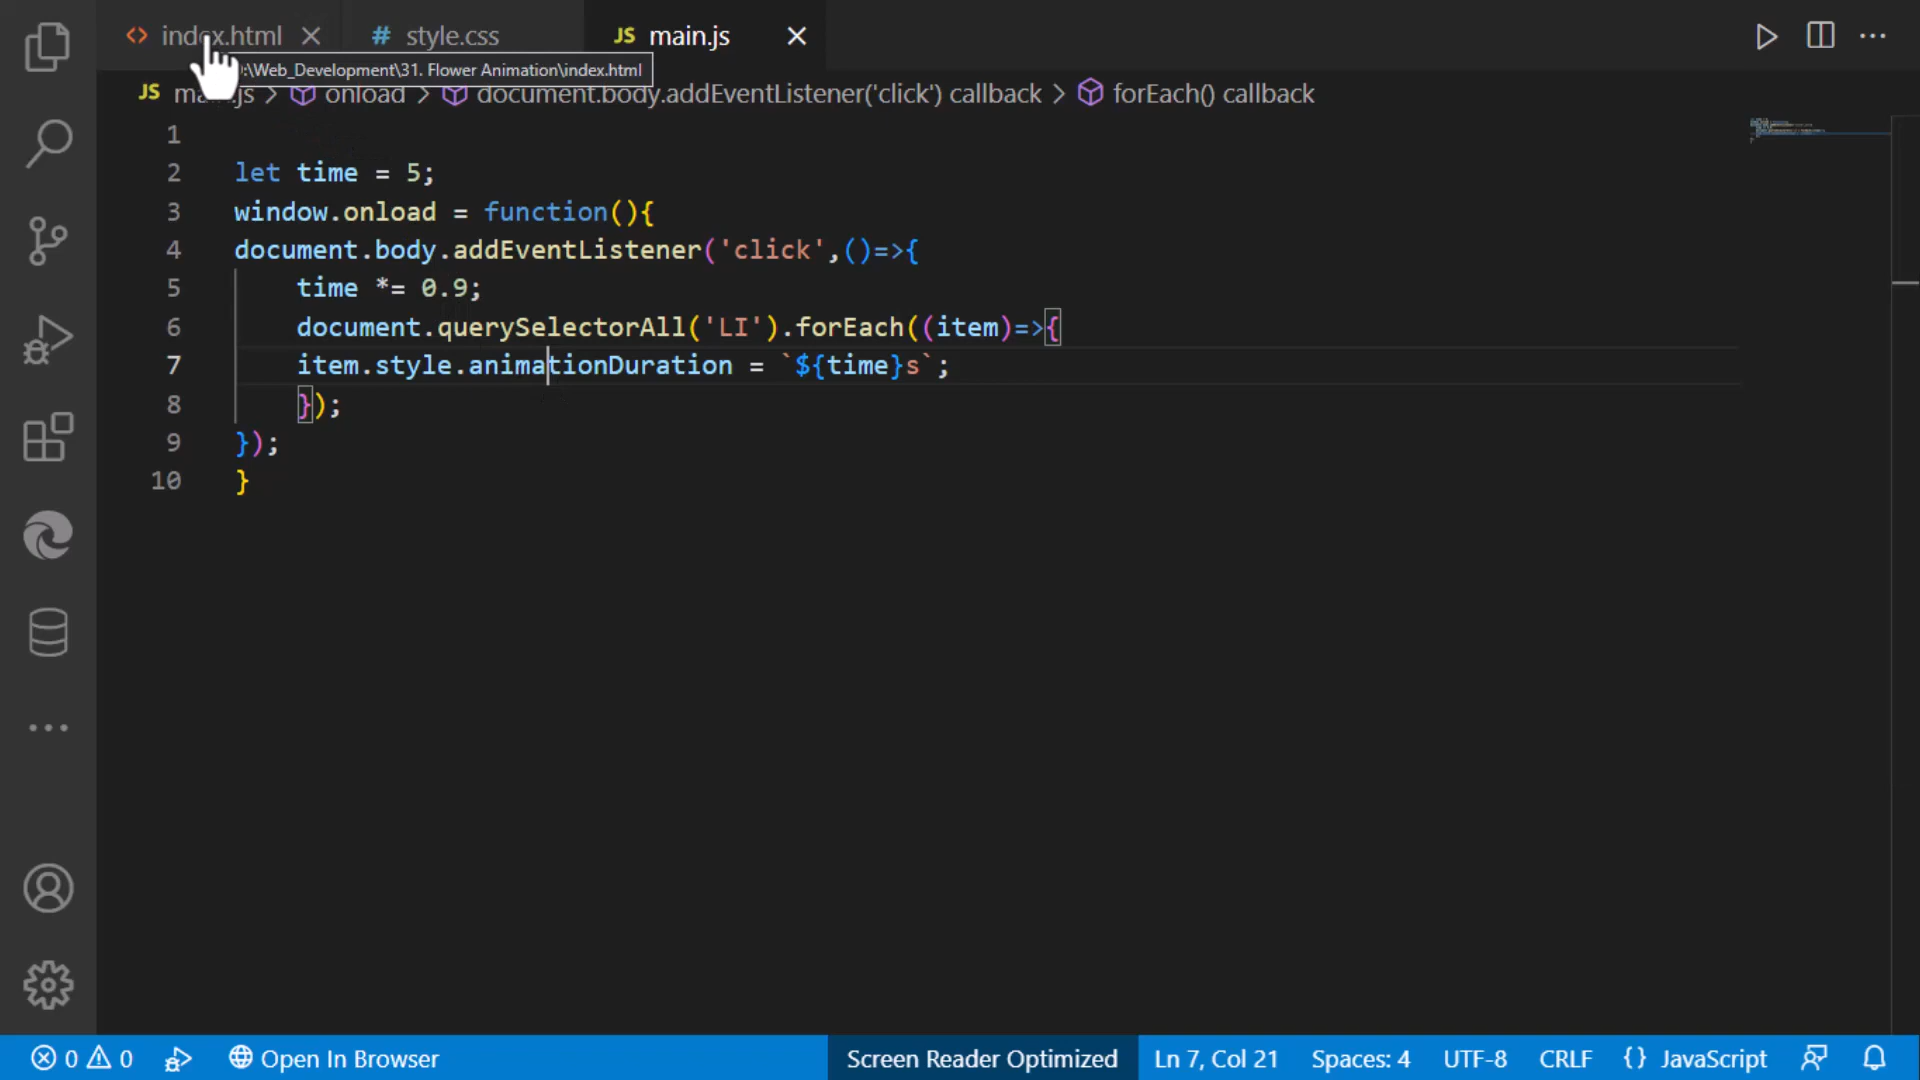 index.html style.css JS main.js
:\Web_Development\31. Flower Animation\index.html
JS main.js > onload > document.body.addEventListener('click') callback > forEach() callback
1
2 let time = 5;
3 window.onload = function(){
4 document.body.addEventListener('click',()=>{
5 time *= 0.9;
6 document.querySelectorAll('LI').forEach((item)=>{
7 item.style.animationDuration = `${time}s`;
8 });
9 });
10 }
0 0 Open In Browser Screen Reader Optimized Ln 7, Col 21 Spaces: 4 UTF-8 CRLF {} JavaScript